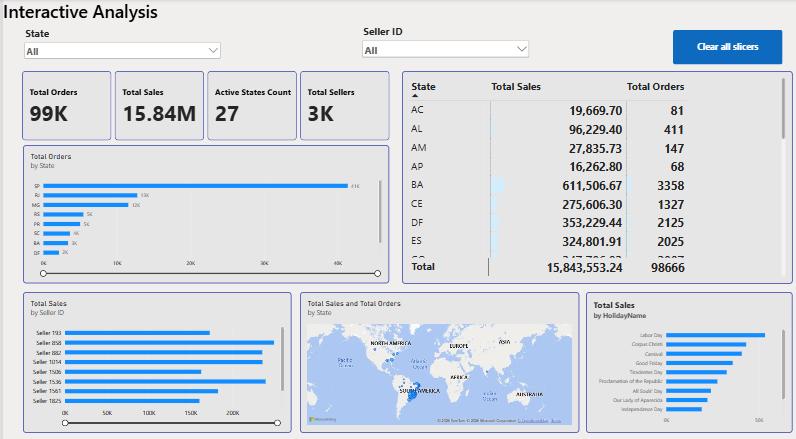 Interactive Analysis
State
All
Seller ID
All
Clear all slicers
Total Orders
99K
Total Sales
15.84M
Active States Count
27
Total Sellers
3K
State Total Sales Total Orders
AC 19,669.70 81
AL 96,229.40 411
AM 27,835.73 147
AP 16,262.80 68
BA 611,506.67 3358
CE 275,606.30 1327
DF 353,229.44 2125
ES 324,801.91 2025
Total 15,843,553.24 98666
Total Orders
by State
SP 41K
RJ 13K
MG 12K
RS 5K
PR 5K
SC 4K
BA 3K
DF 2K
0K 10K 20K 30K 40K
Total Sales
by Seller ID
Seller 193
Seller 858
Seller 882
Seller 1014
Seller 1506
Seller 1536
Seller 1561
Seller 1825
0K 50K 100K 150K 200K
Total Sales and Total Orders
by State
NORTH AMERICA
EUROPE
ASIA
Pacific
Ocean
Atlantic
Ocean
AFRICA
SOUTH AMERICA
Indian
Ocean
AUSTRALIA
Total Sales
by HolidayName
Labor Day
Corpus Christi
Carnival
Good Friday
Tiradentes Day
Proclamation of the Republic
All Souls' Day
Our Lady of Aparecida
Independence Day
0K 50K